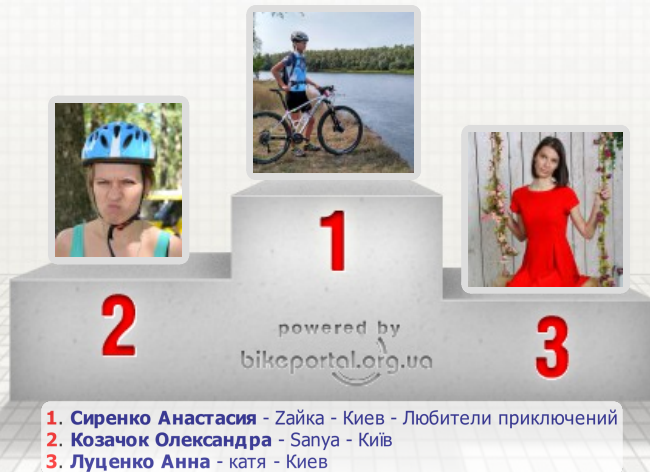 1
2
3
powered by
bikeportal.org.ua
1. Сиренко Анастасия - Zайка - Киев - Любители приключений
2. Козачок Олександра - Sanya - Київ
3. Луценко Анна - катя - Киев